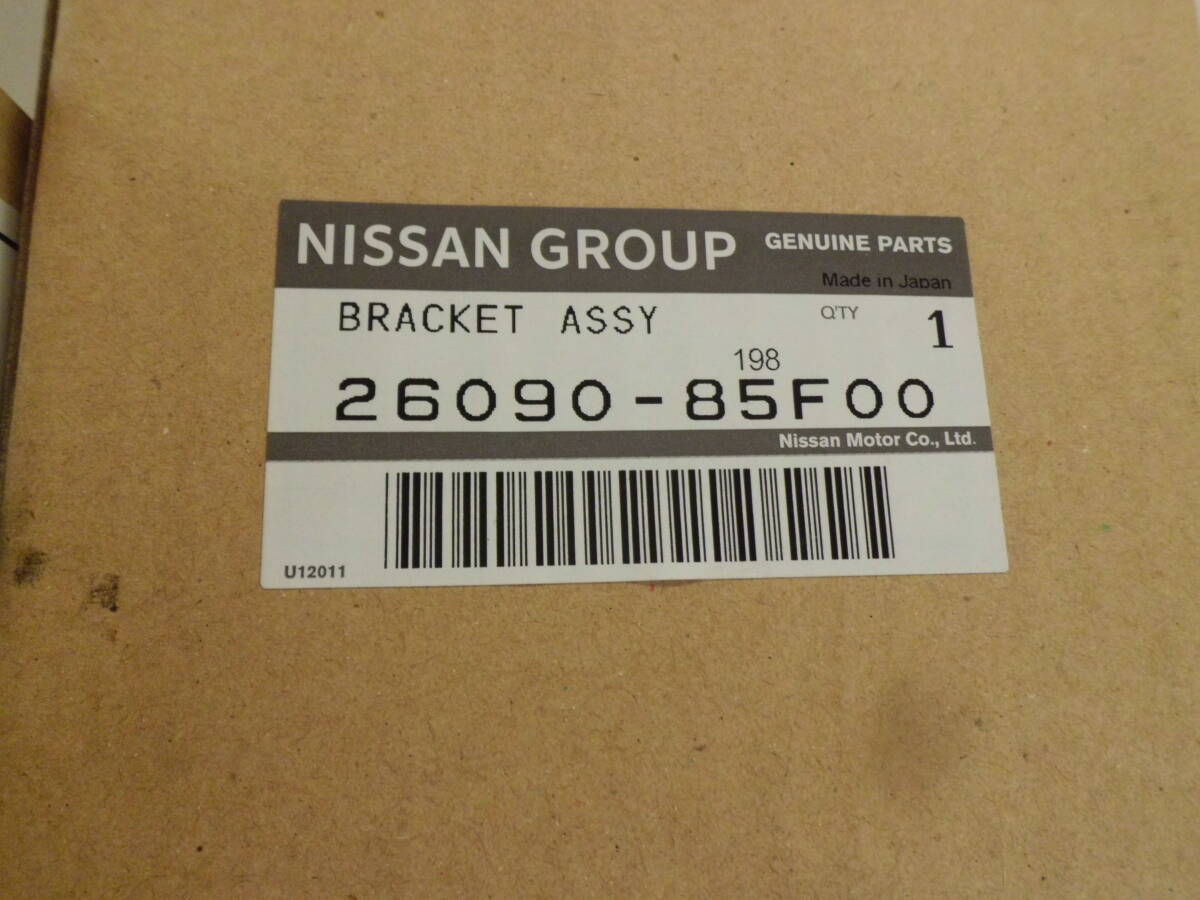 NISSAN GROUP GENUINE PARTS
Made in Japan
BRACKET ASSY Q'TY 1
198
26090-85F00
Nissan Motor Co., Ltd.
U12011